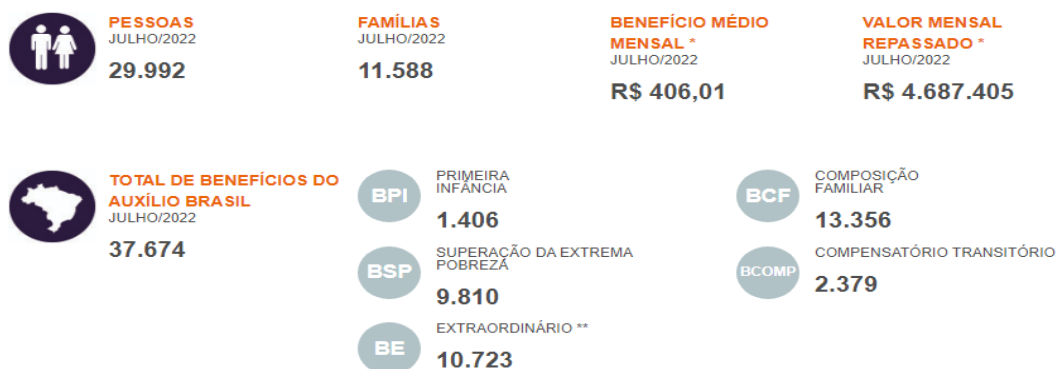 PESSOAS
JULHO/2022
29.992
FAMÍLIAS
JULHO/2022
11.588
BENEFÍCIO MÉDIO
MENSAL *
JULHO/2022
R$ 406,01
VALOR MENSAL
REPASSADO *
JULHO/2022
R$ 4.687.405
TOTAL DE BENEFÍCIOS DO
AUXÍLIO BRASIL
JULHO/2022
37.674
BPI
PRIMEIRA
INFÂNCIA
1.406
BCF
COMPOSIÇÃO
FAMILIAR
13.356
BSP
SUPERAÇÃO DA EXTREMA
POBREZA
9.810
BCOMP
COMPENSATÓRIO TRANSITÓRIO
2.379
BE
EXTRAORDINÁRIO **
10.723